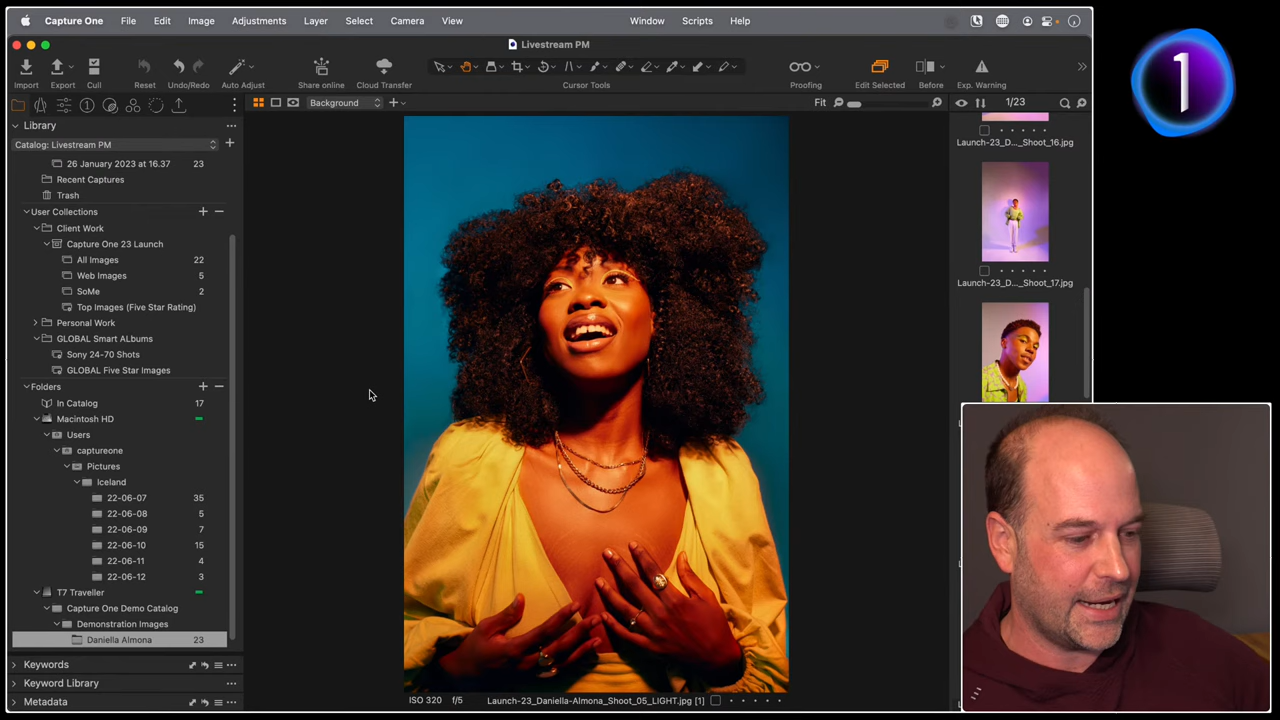 Capture One File Edit Image Adjustments Layer Select Camera View Window Scripts Help
Livestream PM
Import Export Cull Reset Undo/Redo Auto Adjust Share online Cloud Transfer Cursor Tools Proofing Edit Selected Before Exp. Warning
Background
Fit
1/23
Library
Catalog: Livestream PM
26 January 2023 at 16.37 23
Recent Captures
Trash
User Collections
Client Work
Capture One 23 Launch
All Images 22
Web Images 5
SoMe 2
Top Images (Five Star Rating)
Personal Work
GLOBAL Smart ALbums
Sony 24-70 Shots
GLOBAL Five Star Images
Folders
In Catalog 17
Macintosh HD
Users
captureone
Pictures
Iceland
22-06-07 35
22-06-08 5
22-06-09 7
22-06-10 15
22-06-11 4
22-06-12 3
T7 Traveller
Capture One Demo Catalog
Demonstration Images
Daniella Almona 23
Keywords
Keyword Library
Metadata
ISO 320 f/5 Launch-23_Daniella-Almona_Shoot_05_LIGHT.jpg [1]
Launch-23_D..._Shoot_16.jpg
Launch-23_D..._Shoot_17.jpg
1